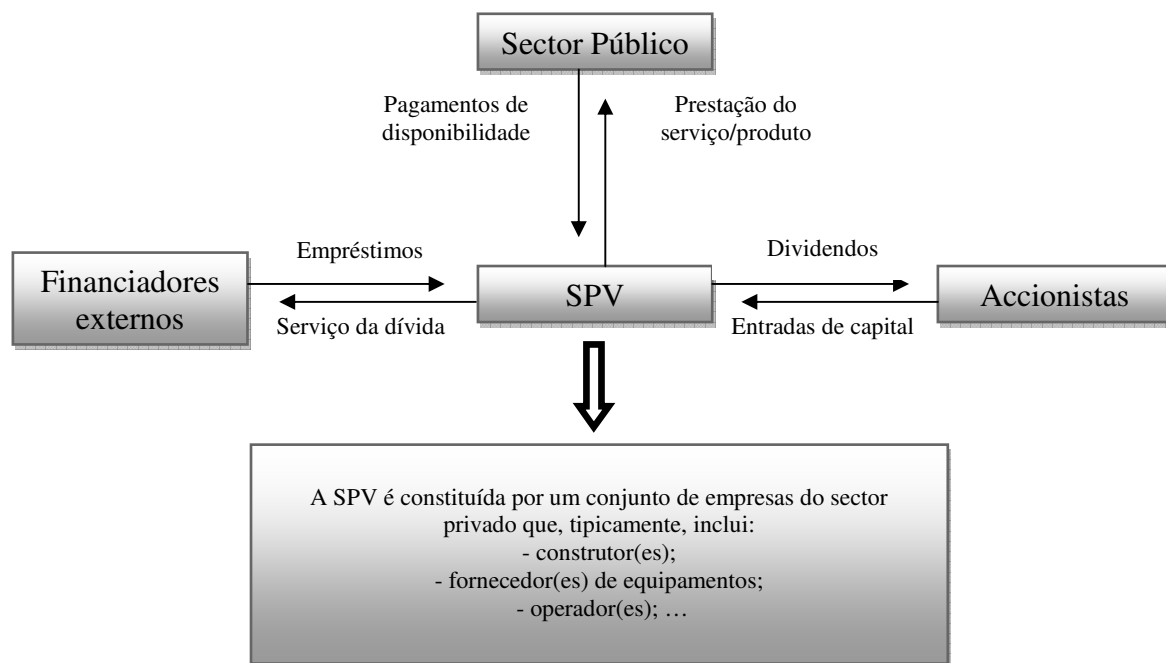 Sector Público
Pagamentos de
disponibilidade
Prestação do
serviço/produto
Financiadores
externos
Empréstimos
Serviço da dívida
SPV
Dividendos
Entradas de capital
Accionistas
A SPV é constituída por um conjunto de empresas do sector
privado que, tipicamente, inclui:
- construtor(es);
- fornecedor(es) de equipamentos;
- operador(es); …